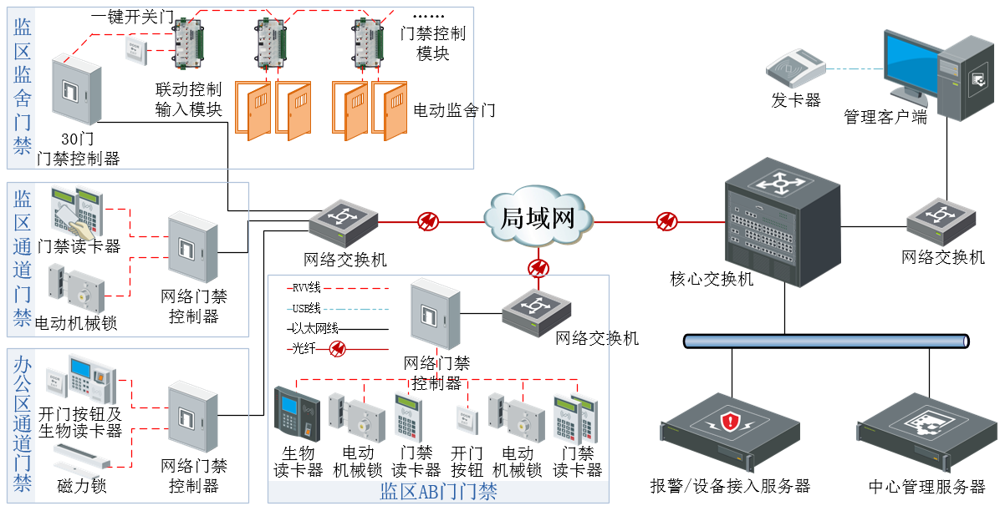 监区监舍门禁
一键开关门
......
门禁控制
模块
联动控制
输入模块
电动监舍门
30门
门禁控制器
发卡器
管理客户端
监区通道门禁
门禁读卡器
电动机械锁
网络门禁
控制器
网络交换机
局域网
核心交换机
网络交换机
RVV线
USB线
以太网线
光纤
网络门禁
控制器
网络交换机
办公区通道门禁
开门按钮及
生物读卡器
磁力锁
网络门禁
控制器
生物
读卡器
电动
机械锁
门禁
读卡器
开门
按钮
电动
机械锁
门禁
读卡器
监区AB门门禁
报警/设备接入服务器
中心管理服务器